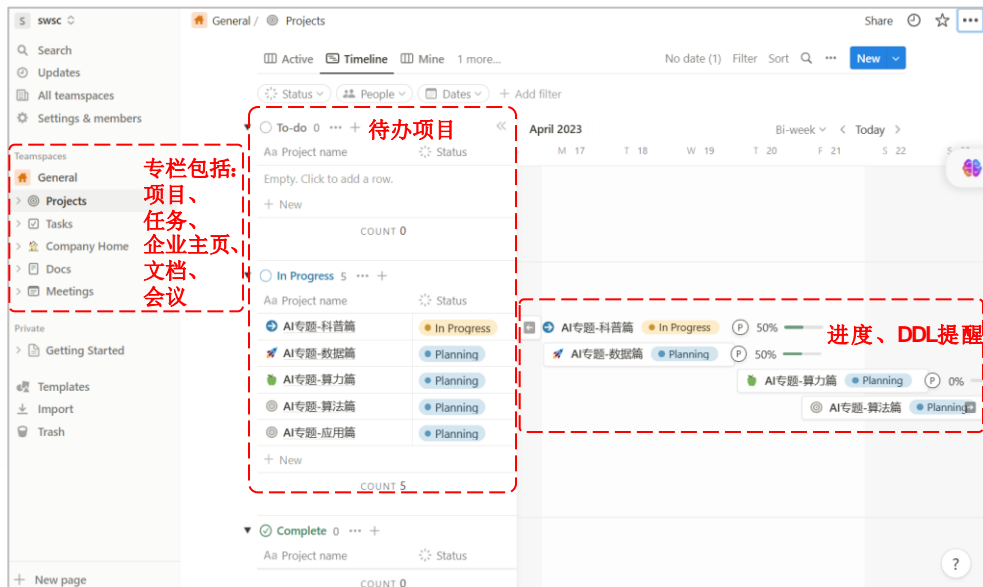 S swsc
General / Projects
Share
Search
Updates
All teamspaces
Settings & members
Active Timeline Mine 1 more...
No date (1) Filter Sort New
Status People Dates + Add filter
Teamspaces
General
Projects
Tasks
Company Home
Docs
Meetings
专栏包括:
项目、
任务、
企业主页、
文档、
会议
Private
Getting Started
Templates
Import
Trash
+ New page
To-do 0 ... +
待办项目
Aa Project name Status
Empty. Click to add a row.
+ New
COUNT 0
In Progress 5 ... +
Aa Project name Status
AI专题-科普篇 In Progress
AI专题-数据篇 Planning
AI专题-算力篇 Planning
AI专题-算法篇 Planning
AI专题-应用篇 Planning
+ New
COUNT 5
Complete 0 ... +
Aa Project name Status
COUNT 0
April 2023 Bi-week < Today >
M 17 T 18 W 19 T 20 F 21 S 22
AI专题-科普篇 In Progress P 50%
AI专题-数据篇 Planning P 50%
AI专题-算力篇 Planning P 0%
AI专题-算法篇 Planning
进度、DDL提醒
?